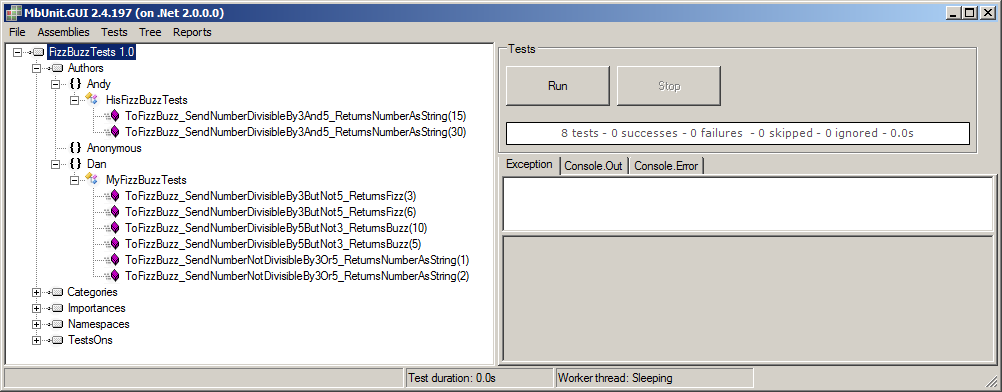 MbUnit.GUI 2.4.197 (on .Net 2.0.0.0)
File Assemblies Tests Tree Reports
FizzBuzzTests 1.0
Authors
{} Andy
HisFizzBuzzTests
ToFizzBuzz_SendNumberDivisibleBy3And5_ReturnsNumberAsString(15)
ToFizzBuzz_SendNumberDivisibleBy3And5_ReturnsNumberAsString(30)
{} Anonymous
{} Dan
MyFizzBuzzTests
ToFizzBuzz_SendNumberDivisibleBy3ButNot5_ReturnsFizz(3)
ToFizzBuzz_SendNumberDivisibleBy3ButNot5_ReturnsFizz(6)
ToFizzBuzz_SendNumberDivisibleBy5ButNot3_ReturnsBuzz(10)
ToFizzBuzz_SendNumberDivisibleBy5ButNot3_ReturnsBuzz(5)
ToFizzBuzz_SendNumberNotDivisibleBy3Or5_ReturnsNumberAsString(1)
ToFizzBuzz_SendNumberNotDivisibleBy3Or5_ReturnsNumberAsString(2)
Categories
Importances
Namespaces
TestsOns
Tests
Run Stop
8 tests - 0 successes - 0 failures - 0 skipped - 0 ignored - 0.0s
Exception Console.Out Console.Error
Test duration: 0.0s Worker thread: Sleeping